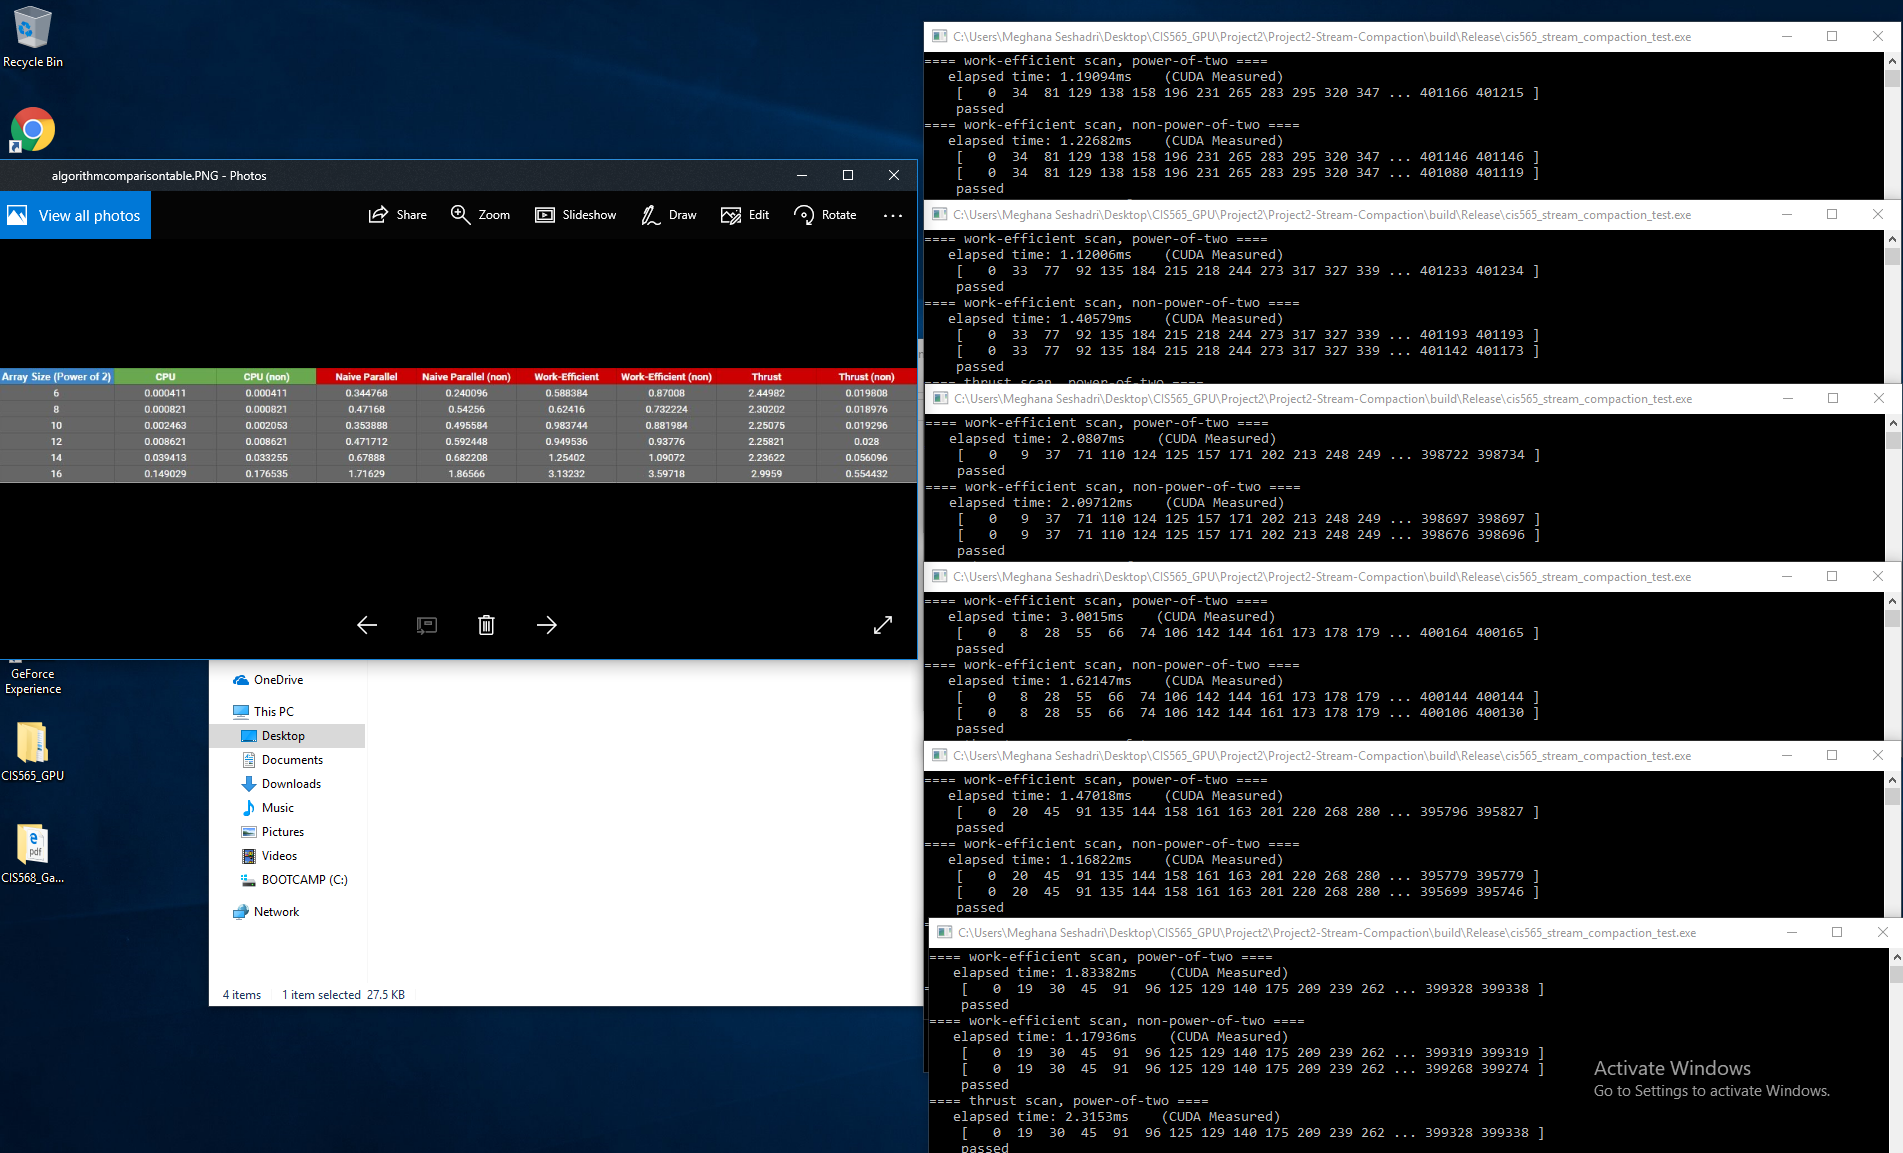 Recycle Bin
algorithmcomparisontable.PNG - Photos
View all photos
Share Zoom Slideshow Draw Edit Rotate ...
Array Size (Power of 2) CPU CPU (non) Naive Parallel Naive Parallel (non) Work-Efficient Work-Efficient (non) Thrust Thrust (non)
6 0.000411 0.000411 0.344768 0.240096 0.588384 0.87008 2.44982 0.019808
8 0.000821 0.000821 0.47168 0.54256 0.62416 0.732224 2.30202 0.018976
10 0.002463 0.002053 0.353888 0.495584 0.983744 0.881984 2.25075 0.019296
12 0.008621 0.008621 0.471712 0.592448 0.949536 0.93776 2.25821 0.028
14 0.039413 0.033255 0.67888 0.682208 1.25402 1.09072 2.23622 0.056096
16 0.149029 0.176535 1.71629 1.86566 3.13232 3.59718 2.9959 0.554432
GeForce
Experience
CIS565_GPU
CIS568_Ga...
OneDrive
This PC
Desktop
Documents
Downloads
Music
Pictures
Videos
BOOTCAMP (C:)
Network
4 items 1 item selected 27.5 KB
C:\Users\Meghana Seshadri\Desktop\CIS565_GPU\Project2\Project2-Stream-Compaction\build\Release\cis565_stream_compaction_test.exe
==== work-efficient scan, power-of-two ====
elapsed time: 1.19094ms (CUDA Measured)
[ 0 34 81 129 138 158 196 231 265 283 295 320 347 ... 401166 401215 ]
passed
==== work-efficient scan, non-power-of-two ====
elapsed time: 1.22682ms (CUDA Measured)
[ 0 34 81 129 138 158 196 231 265 283 295 320 347 ... 401146 401146 ]
[ 0 34 81 129 138 158 196 231 265 283 295 320 347 ... 401080 401119 ]
passed
C:\Users\Meghana Seshadri\Desktop\CIS565_GPU\Project2\Project2-Stream-Compaction\build\Release\cis565_stream_compaction_test.exe
==== work-efficient scan, power-of-two ====
elapsed time: 1.12006ms (CUDA Measured)
[ 0 33 77 92 135 184 215 218 244 273 317 327 339 ... 401233 401234 ]
passed
==== work-efficient scan, non-power-of-two ====
elapsed time: 1.40579ms (CUDA Measured)
[ 0 33 77 92 135 184 215 218 244 273 317 327 339 ... 401193 401193 ]
[ 0 33 77 92 135 184 215 218 244 273 317 327 339 ... 401142 401173 ]
passed
==== thrust scan, power-of-two ====
C:\Users\Meghana Seshadri\Desktop\CIS565_GPU\Project2\Project2-Stream-Compaction\build\Release\cis565_stream_compaction_test.exe
==== work-efficient scan, power-of-two ====
elapsed time: 2.0807ms (CUDA Measured)
[ 0 9 37 71 110 124 125 157 171 202 213 248 249 ... 398722 398734 ]
passed
==== work-efficient scan, non-power-of-two ====
elapsed time: 2.09712ms (CUDA Measured)
[ 0 9 37 71 110 124 125 157 171 202 213 248 249 ... 398697 398697 ]
[ 0 9 37 71 110 124 125 157 171 202 213 248 249 ... 398676 398696 ]
passed
C:\Users\Meghana Seshadri\Desktop\CIS565_GPU\Project2\Project2-Stream-Compaction\build\Release\cis565_stream_compaction_test.exe
==== work-efficient scan, power-of-two ====
elapsed time: 3.0015ms (CUDA Measured)
[ 0 8 28 55 66 74 106 142 144 161 173 178 179 ... 400164 400165 ]
passed
==== work-efficient scan, non-power-of-two ====
elapsed time: 1.62147ms (CUDA Measured)
[ 0 8 28 55 66 74 106 142 144 161 173 178 179 ... 400144 400144 ]
[ 0 8 28 55 66 74 106 142 144 161 173 178 179 ... 400106 400130 ]
passed
C:\Users\Meghana Seshadri\Desktop\CIS565_GPU\Project2\Project2-Stream-Compaction\build\Release\cis565_stream_compaction_test.exe
==== work-efficient scan, power-of-two ====
elapsed time: 1.47018ms (CUDA Measured)
[ 0 20 45 91 135 144 158 161 163 201 220 268 280 ... 395796 395827 ]
passed
==== work-efficient scan, non-power-of-two ====
elapsed time: 1.16822ms (CUDA Measured)
[ 0 20 45 91 135 144 158 161 163 201 220 268 280 ... 395779 395779 ]
[ 0 20 45 91 135 144 158 161 163 201 220 268 280 ... 395699 395746 ]
passed
C:\Users\Meghana Seshadri\Desktop\CIS565_GPU\Project2\Project2-Stream-Compaction\build\Release\cis565_stream_compaction_test.exe
==== work-efficient scan, power-of-two ====
elapsed time: 1.83382ms (CUDA Measured)
[ 0 19 30 45 91 96 125 129 140 175 209 239 262 ... 399328 399338 ]
passed
==== work-efficient scan, non-power-of-two ====
elapsed time: 1.17936ms (CUDA Measured)
[ 0 19 30 45 91 96 125 129 140 175 209 239 262 ... 399319 399319 ]
[ 0 19 30 45 91 96 125 129 140 175 209 239 262 ... 399268 399274 ]
passed
==== thrust scan, power-of-two ====
elapsed time: 2.3153ms (CUDA Measured)
[ 0 19 30 45 91 96 125 129 140 175 209 239 262 ... 399328 399338 ]
passed
Activate Windows
Go to Settings to activate Windows.